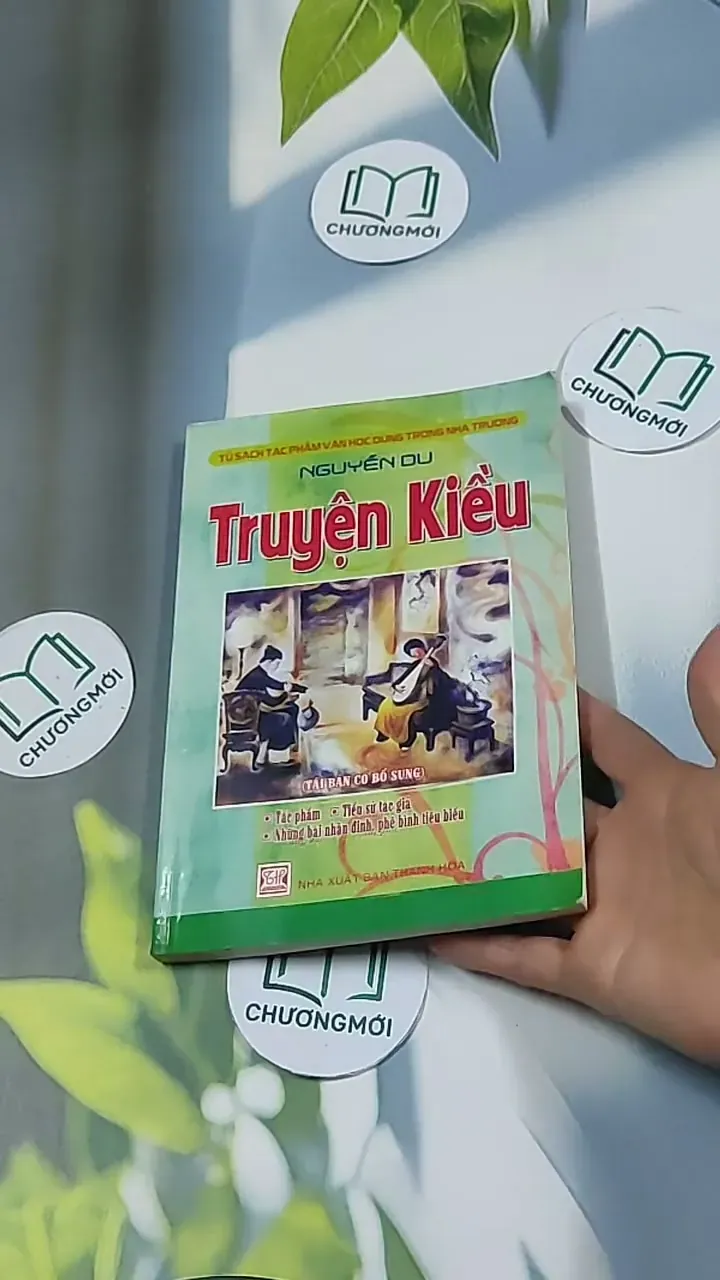 CHƯƠNGMỚI
CHƯƠNGMỚI
TỦ SÁCH TÁC PHẨM VĂN HỌC DÙNG TRONG NHÀ TRƯỜNG
NGUYỄN DU
Truyện Kiều
CHƯƠNGMỚI
(TÁI BẢN CÓ BỔ SUNG)
• Tác phẩm • Tiểu sử tác giả
• Những bài nhận định, phê bình tiêu biểu
NHÀ XUẤT BẢN THANH HÓA
CHƯƠNGMỚI